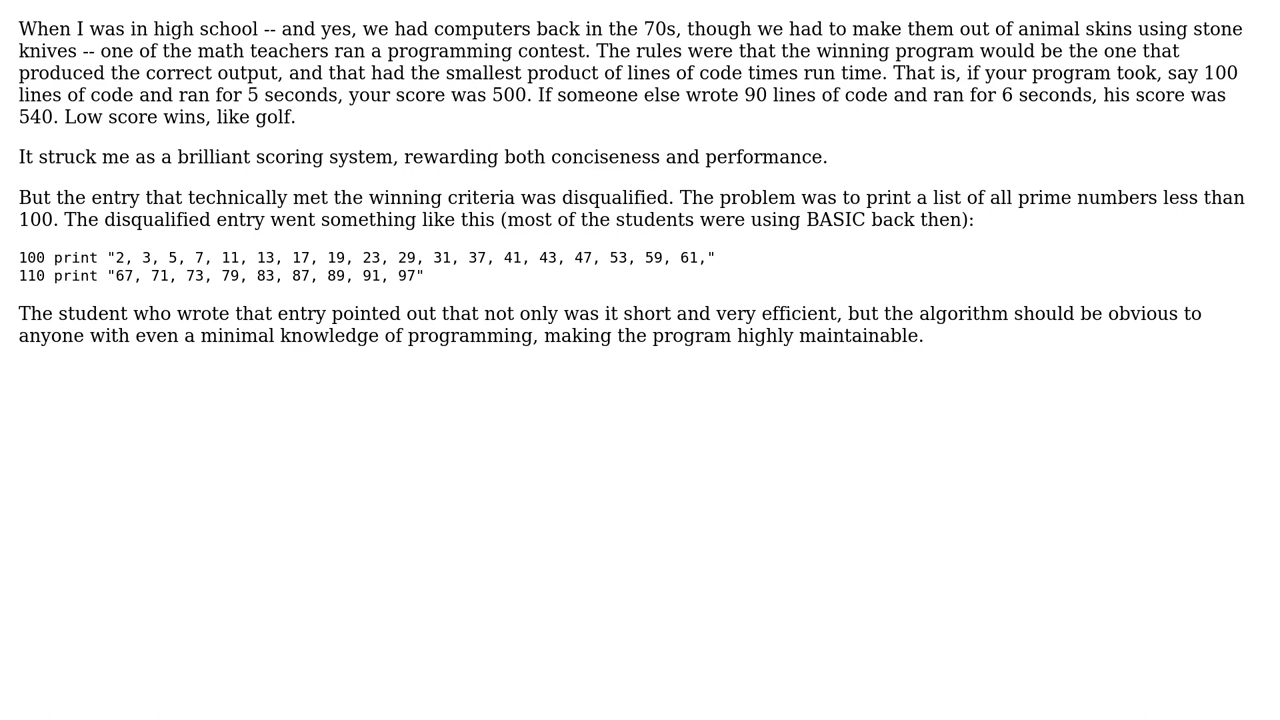 When I was in high school -- and yes, we had computers back in the 70s, though we had to make them out of animal skins using stone
knives -- one of the math teachers ran a programming contest. The rules were that the winning program would be the one that
produced the correct output, and that had the smallest product of lines of code times run time. That is, if your program took, say 100
lines of code and ran for 5 seconds, your score was 500. If someone else wrote 90 lines of code and ran for 6 seconds, his score was
540. Low score wins, like golf.
It struck me as a brilliant scoring system, rewarding both conciseness and performance.
But the entry that technically met the winning criteria was disqualified. The problem was to print a list of all prime numbers less than
100. The disqualified entry went something like this (most of the students were using BASIC back then):
100 print "2, 3, 5, 7, 11, 13, 17, 19, 23, 29, 31, 37, 41, 43, 47, 53, 59, 61,"
110 print "67, 71, 73, 79, 83, 87, 89, 91, 97"
The student who wrote that entry pointed out that not only was it short and very efficient, but the algorithm should be obvious to
anyone with even a minimal knowledge of programming, making the program highly maintainable.